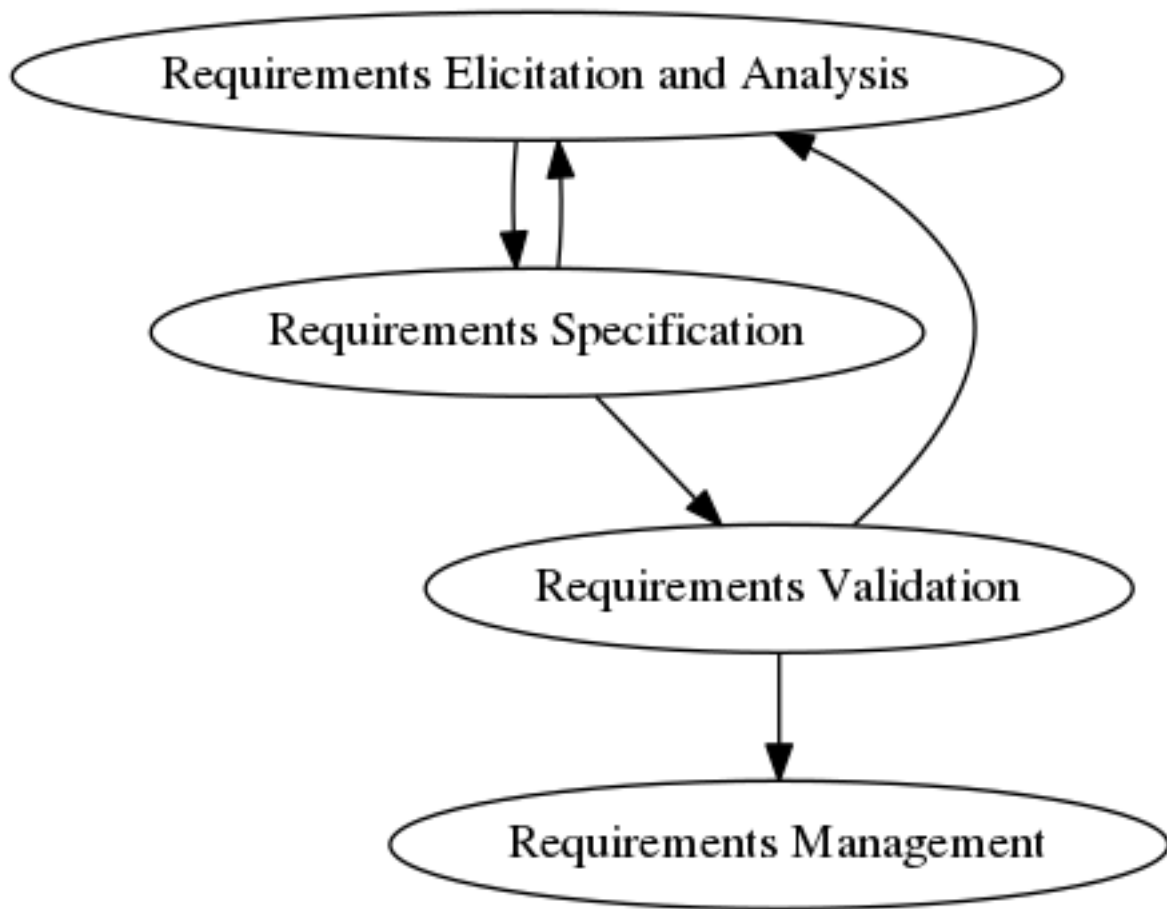 Requirements Elicitation and Analysis
Requirements Specification
Requirements Validation
Requirements Management